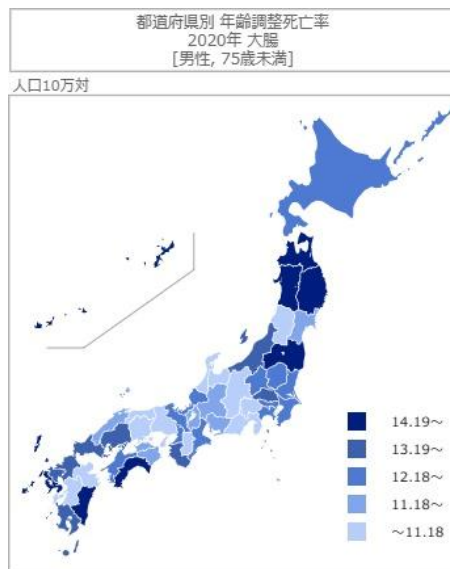 都道府県別 年齢調整死亡率
2020年 大腸
[男性, 75歳未満]
人口10万対
14.19～
13.19～
12.18～
11.18～
～11.18